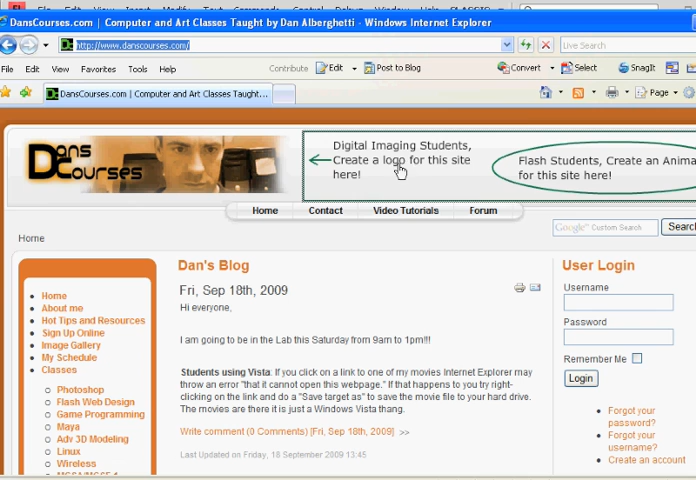 DansCourses.com | Computer and Art Classes Taught by Dan Alberghetti - Windows Internet Explorer
http://www.danscourses.com/
Live Search
File Edit View Favorites Tools Help
Contribute Edit Post to Blog
Convert Select SnagIt
DansCourses.com | Computer and Art Classes Taught...
Page
Dans
Courses
Digital Imaging Students,
Create a logo for this site
here!
Flash Students, Create an Anima
for this site here!
Home Contact Video Tutorials Forum
Google Custom Search
Search
Home
Home
About me
Hot Tips and Resources
Sign Up Online
Image Gallery
My Schedule
Classes
Photoshop
Flash Web Design
Game Programming
Maya
Adv 3D Modeling
Linux
Wireless
Dan's Blog
Fri, Sep 18th, 2009
Hi everyone,
I am going to be in the Lab this Saturday from 9am to 1pm!!!
Students using Vista: If you click on a link to one of my movies Internet Explorer may
throw an error "that it cannot open this webpage." If that happens to you try right-
clicking on the link and do a "Save target as" to save the movie file to your hard drive.
The movies are there it is just a Windows Vista thang.
Write comment (0 Comments) [Fri, Sep 18th, 2009] >>
Last Updated on Friday, 18 September 2009 13:45
User Login
Username
Password
Remember Me
Login
Forgot your
password?
Forgot your
username?
Create an account